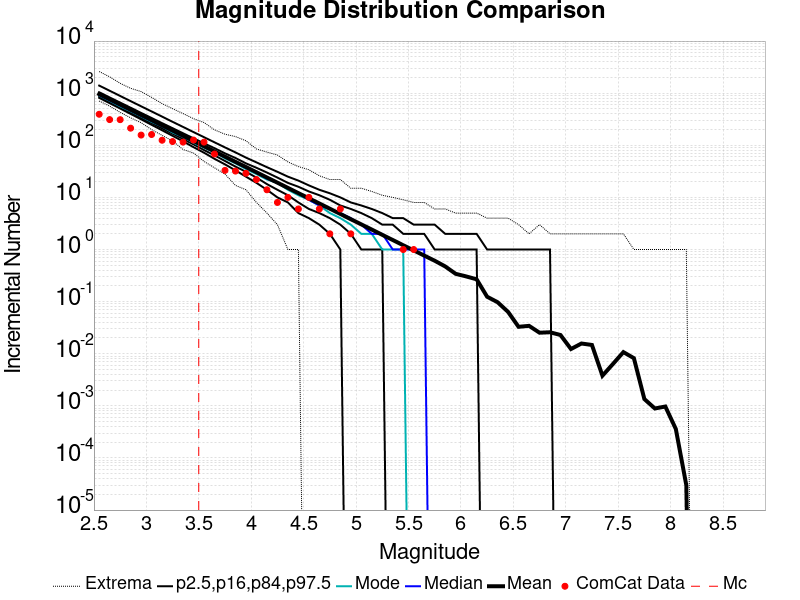 Magnitude Distribution Comparison
10^4
10^3
10^2
10^1
10^0
10^-1
10^-2
10^-3
10^-4
10^-5
Incremental Number
2.5 3 3.5 4 4.5 5 5.5 6 6.5 7 7.5 8 8.5
Magnitude
Extrema p2.5,p16,p84,p97.5 Mode Median Mean ComCat Data Mc